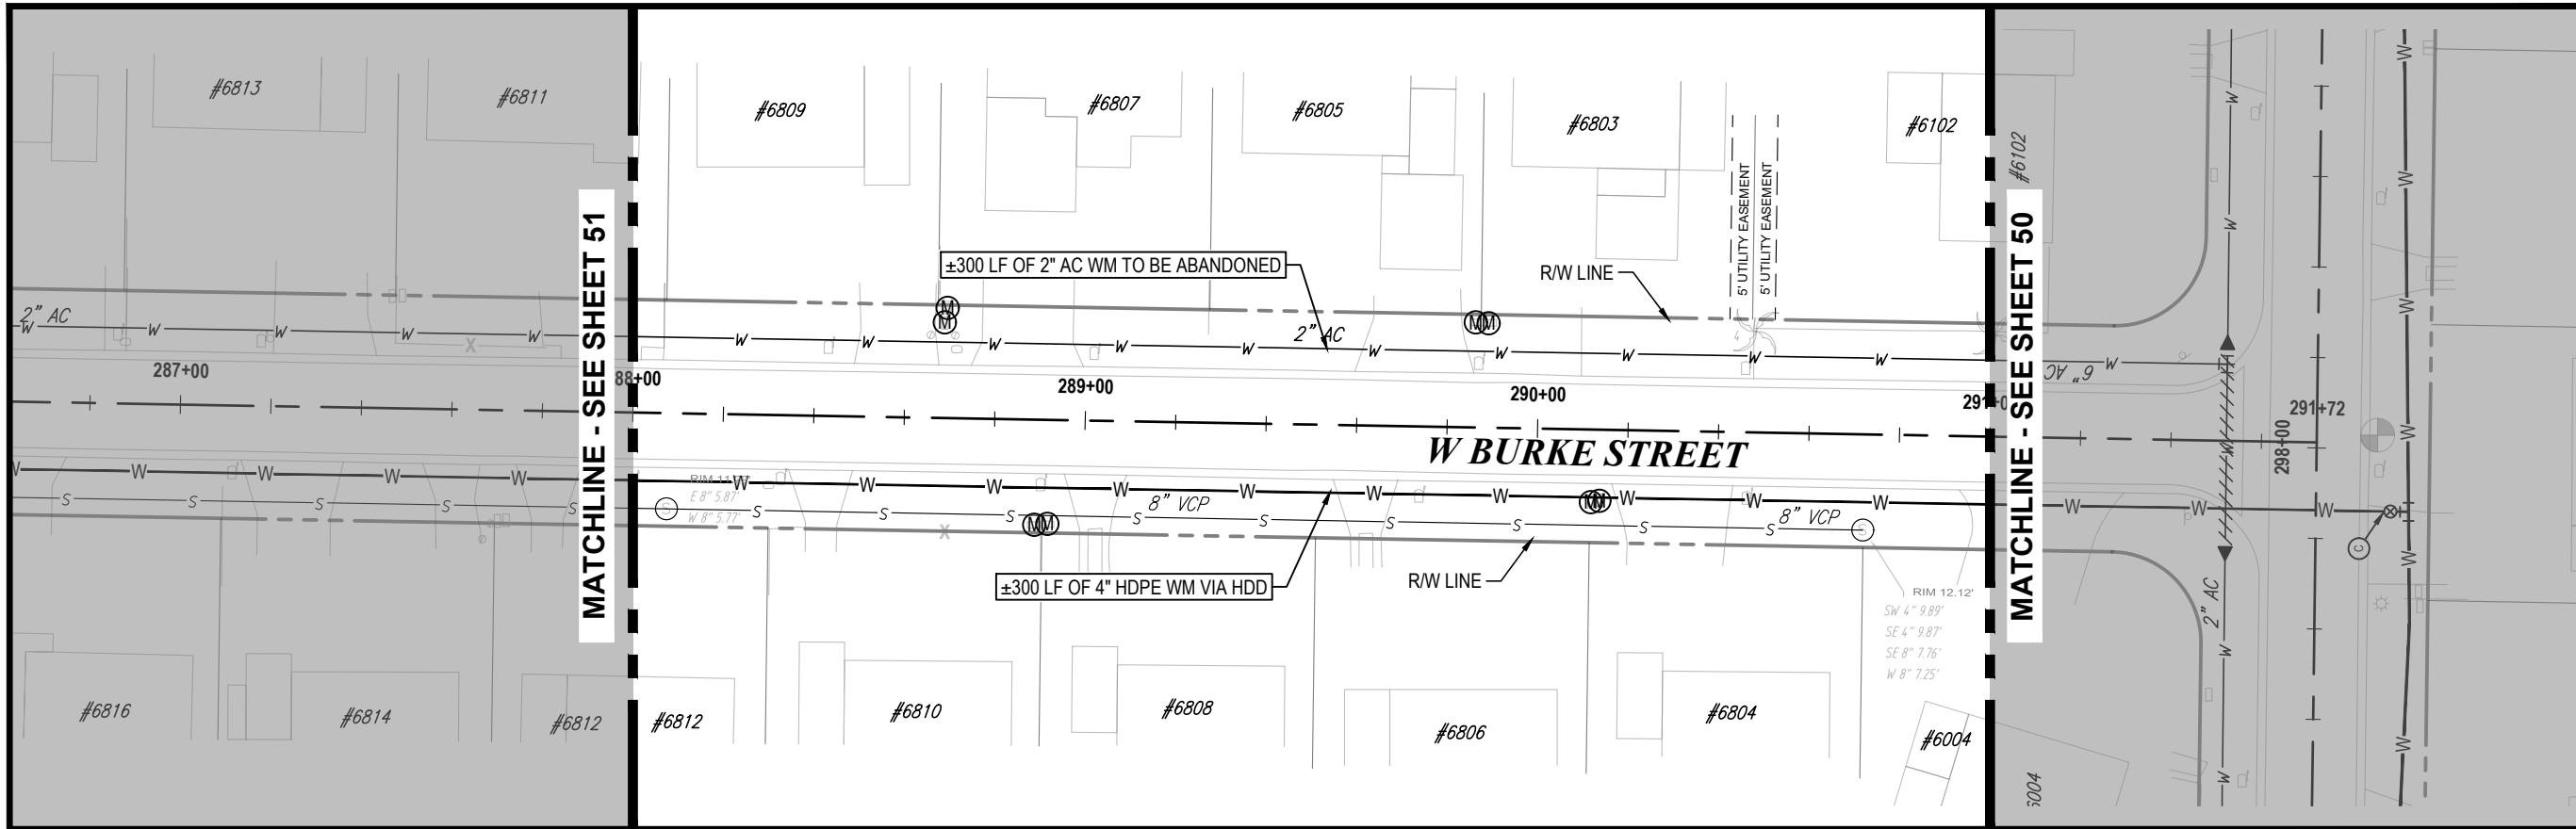 #6813
#6811
#6809
#6807
#6805
#6803
#6102
#6102
MATCHLINE - SEE SHEET 51
MATCHLINE - SEE SHEET 50
5' UTILITY EASEMENT
5' UTILITY EASEMENT
±300 LF OF 2" AC WM TO BE ABANDONED
R/W LINE
2" AC
2" AC
6" AC
287+00
88+00
289+00
290+00
291+0
291+72
298+00
W BURKE STREET
E 8" 5.87'
W 8" 5.77'
8" VCP
8" VCP
±300 LF OF 4" HDPE WM VIA HDD
R/W LINE
2" AC
RIM 12.12'
SW 4" 9.89'
SE 4" 9.87'
SE 8" 7.76'
W 8" 7.25'
#6816
#6814
#6812
#6812
#6810
#6808
#6806
#6804
#6004
6004